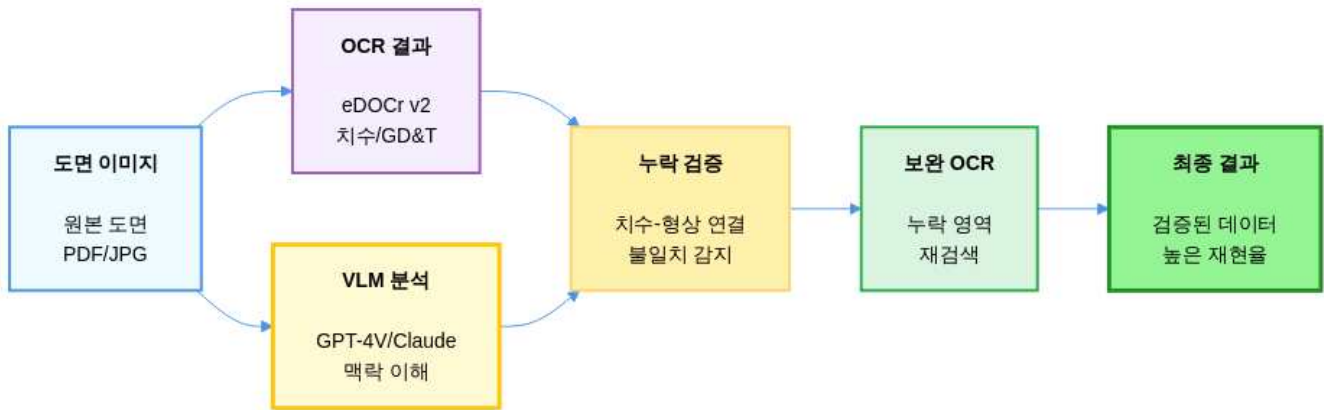 도면 이미지
원본 도면
PDF/JPG
OCR 결과
eDOCr v2
치수/GD&T
VLM 분석
GPT-4V/Claude
맥락 이해
누락 검증
치수-형상 연결
불일치 감지
보완 OCR
누락 영역
재검색
최종 결과
검증된 데이터
높은 재현율